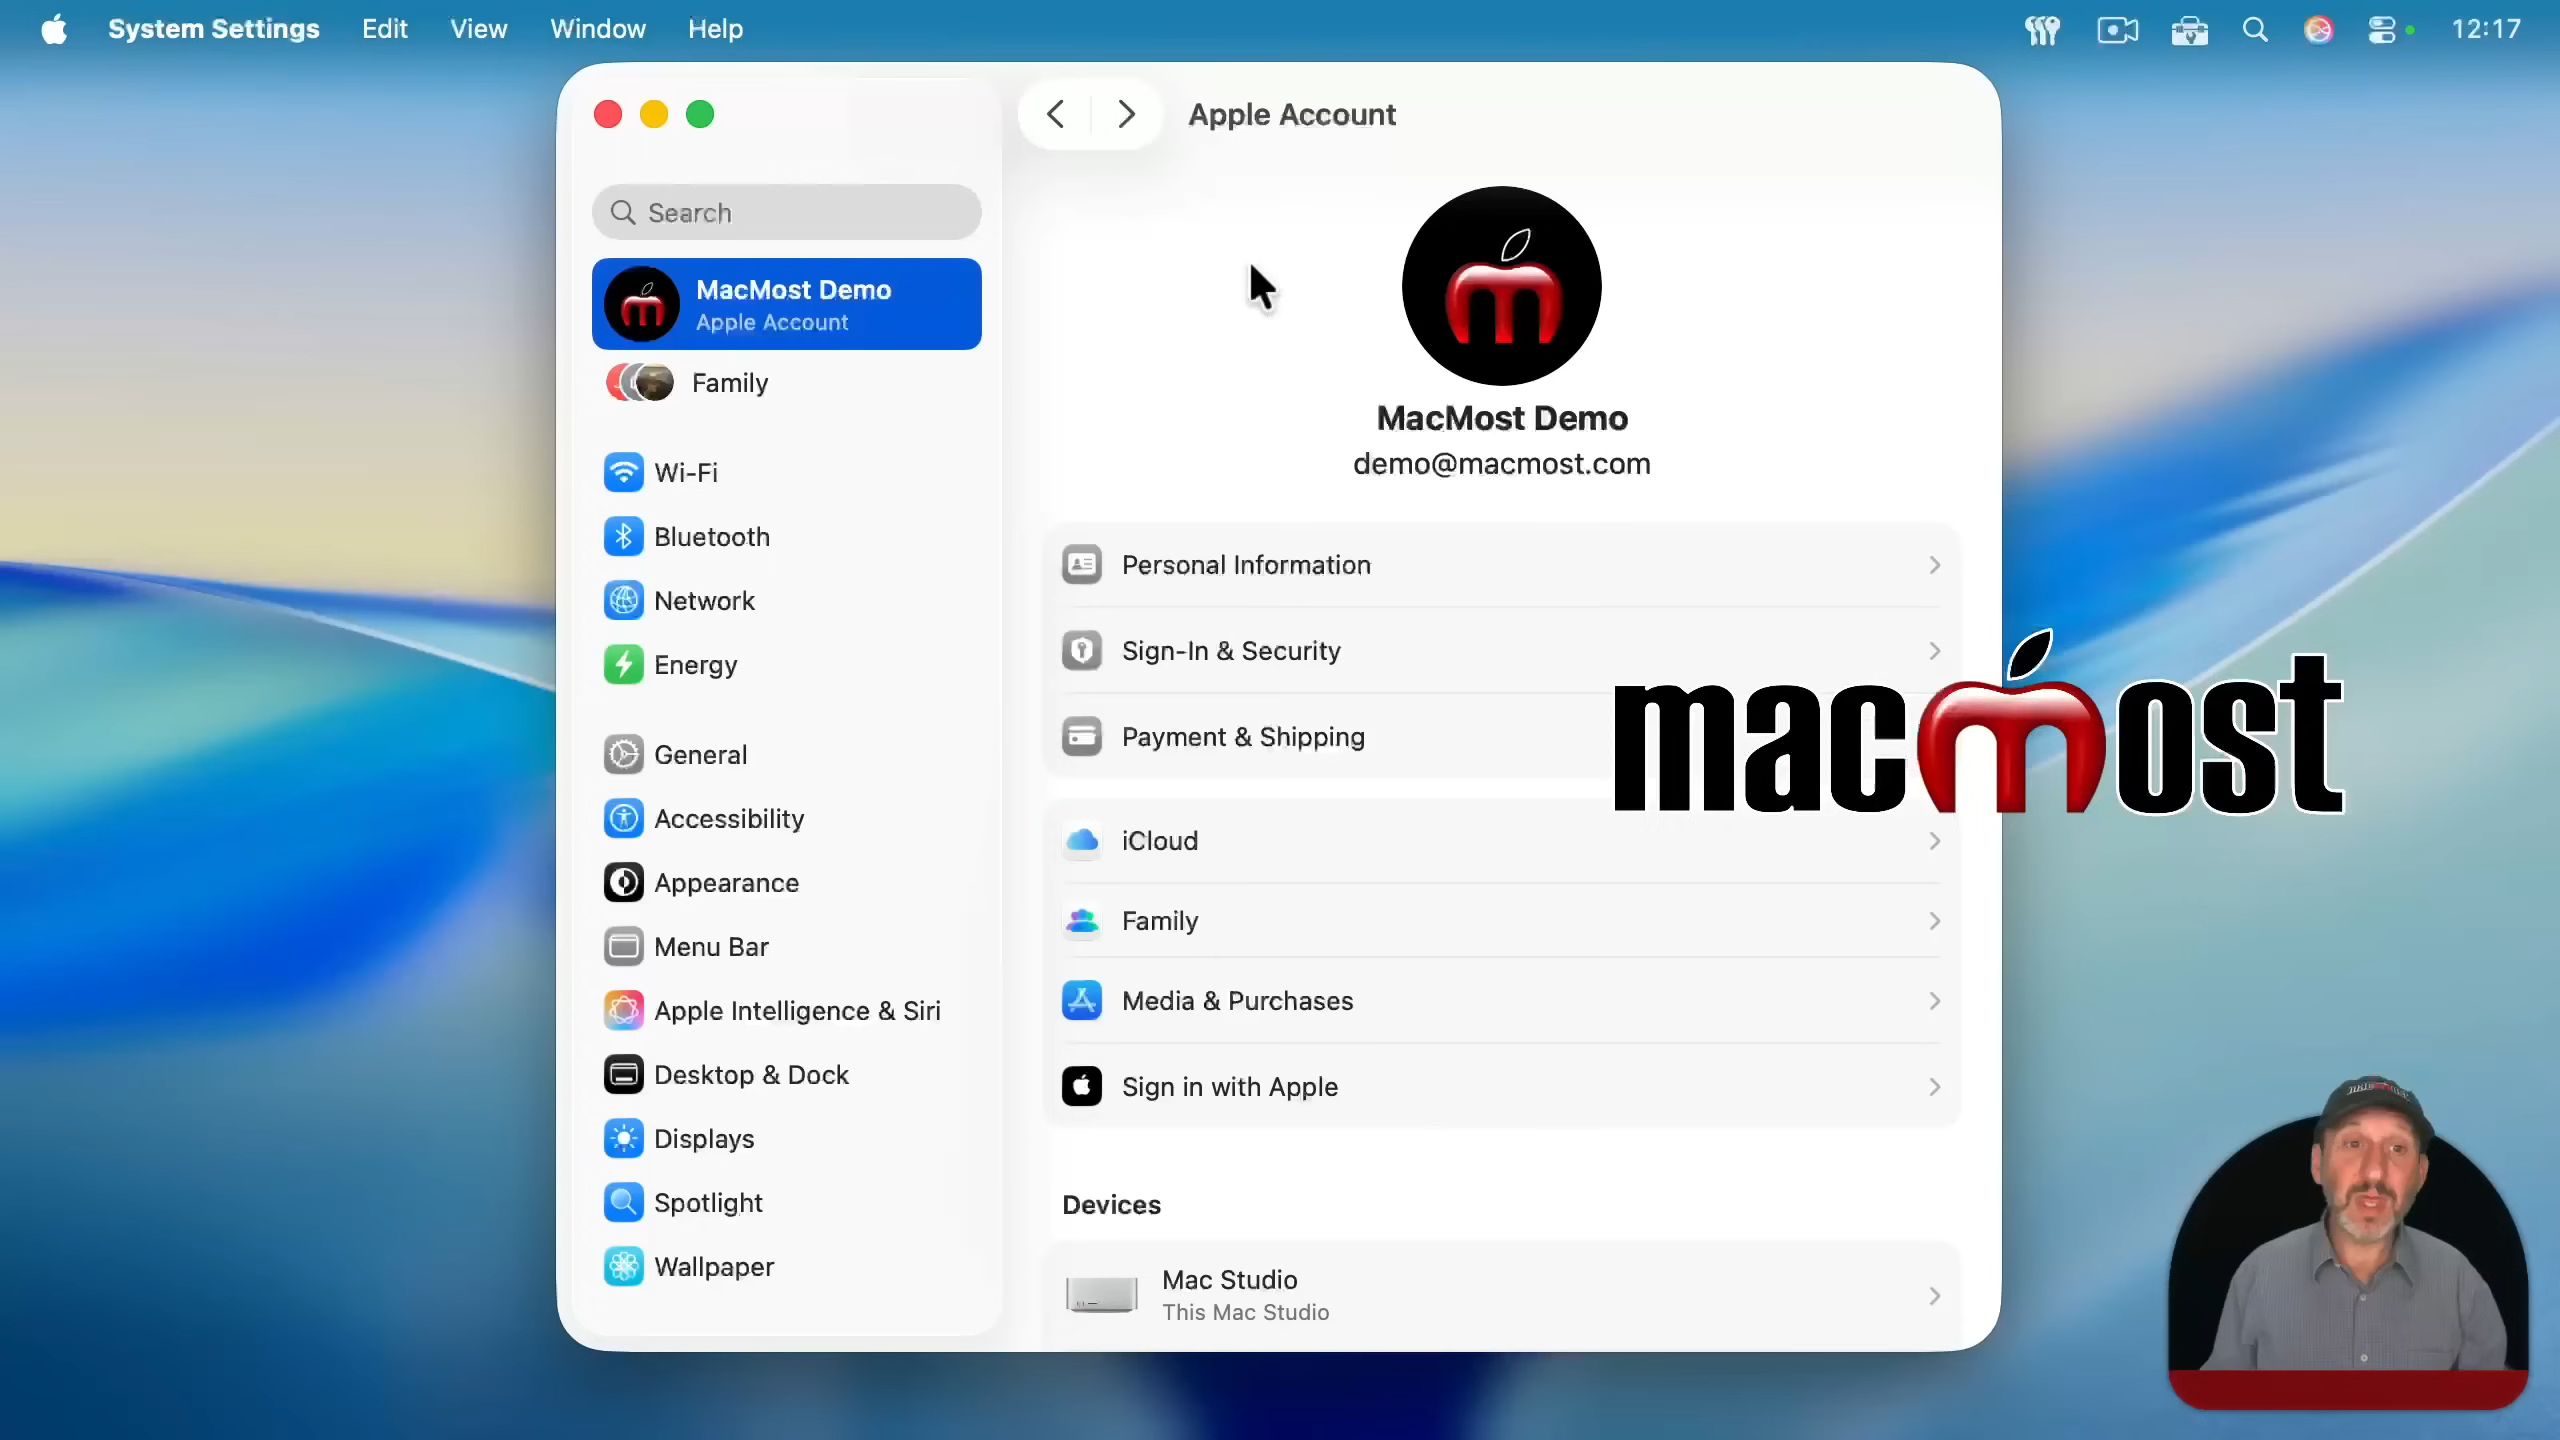 System Settings Edit View Window Help 12:17
Apple Account
Search
MacMost Demo
Apple Account
Family
Wi-Fi
Bluetooth
Network
Energy
General
Accessibility
Appearance
Menu Bar
Apple Intelligence & Siri
Desktop & Dock
Displays
Spotlight
Wallpaper
MacMost Demo
demo@macmost.com
Personal Information
Sign-In & Security
Payment & Shipping
iCloud
Family
Media & Purchases
Sign in with Apple
Devices
Mac Studio
This Mac Studio
macmost